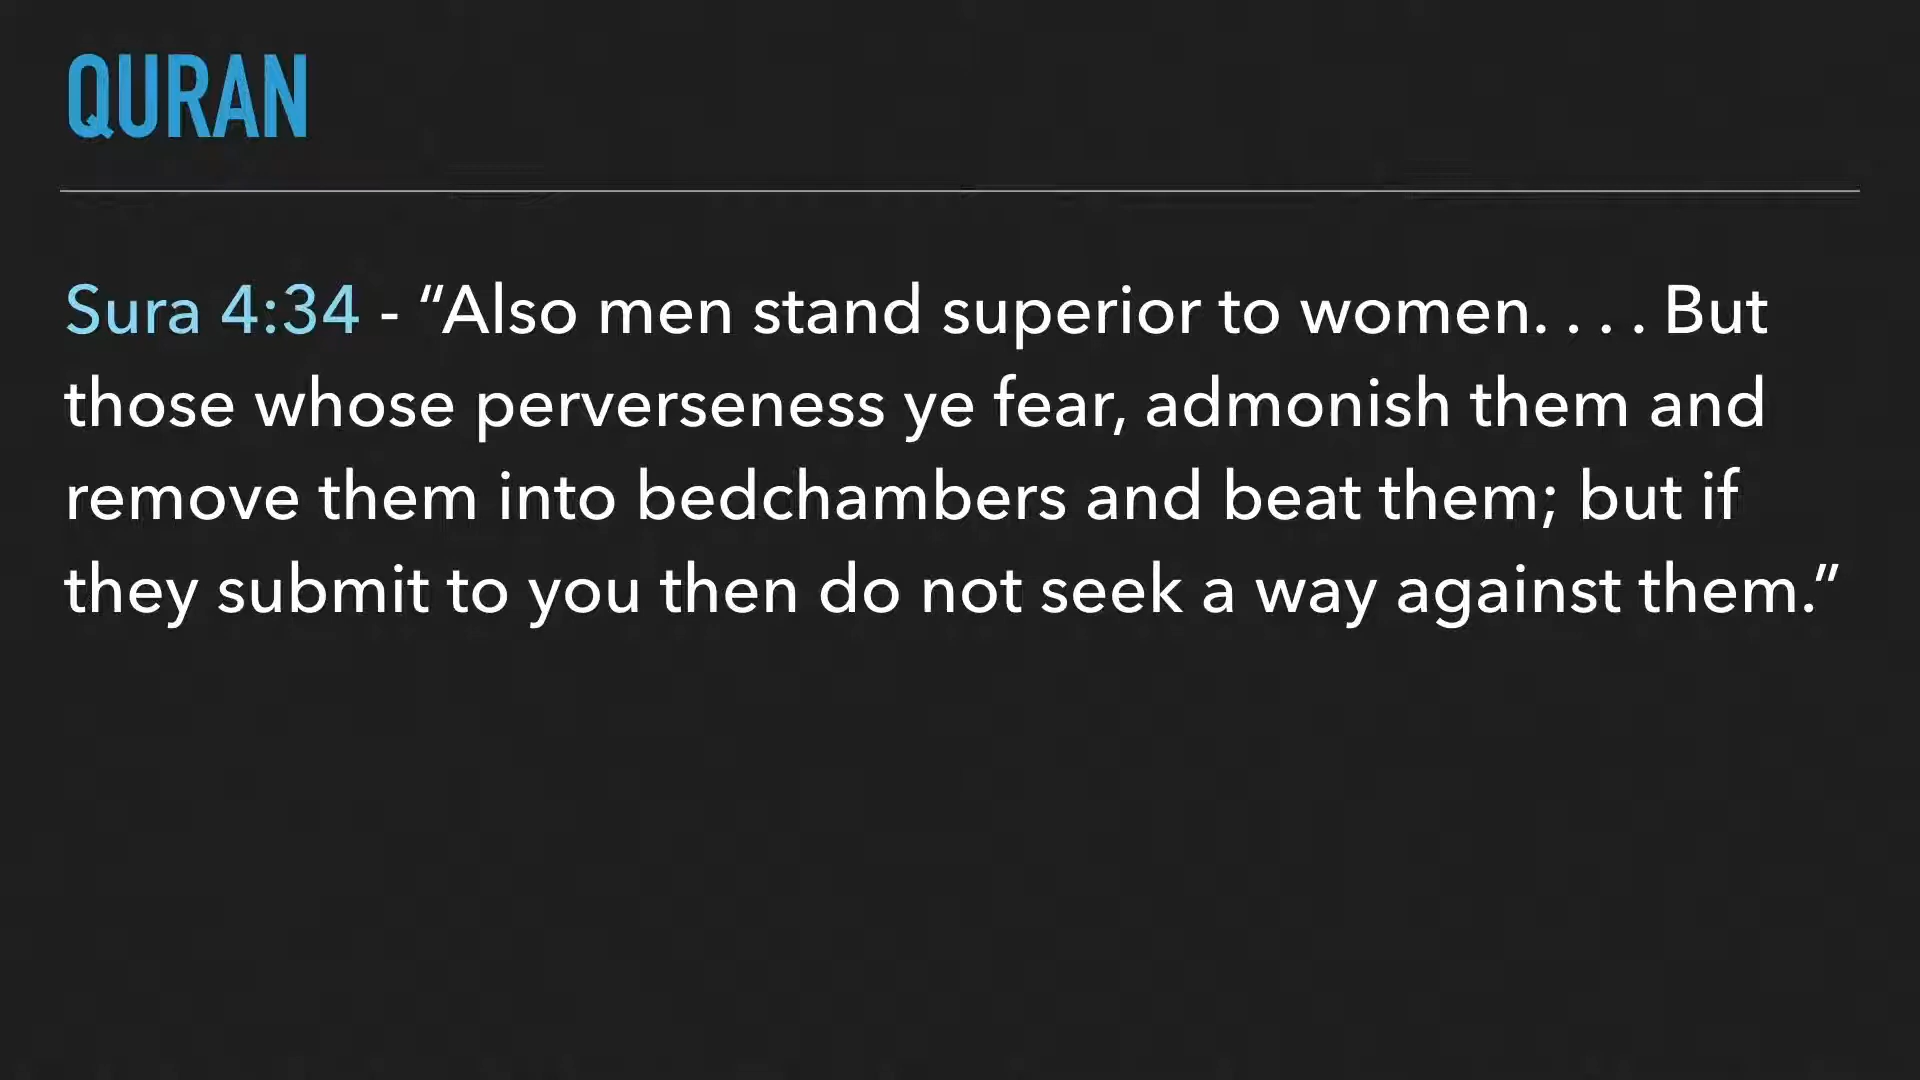 QURAN
Sura 4:34 - “Also men stand superior to women. . . . But
those whose perverseness ye fear, admonish them and
remove them into bedchambers and beat them; but if
they submit to you then do not seek a way against them.”